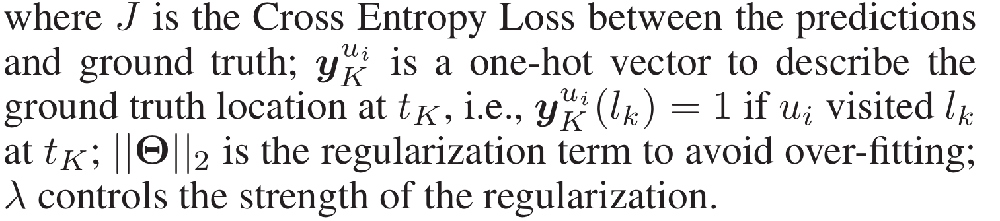 where $J$ is the Cross Entropy Loss between the predictions
and ground truth; $\boldsymbol{y}_K^{u_i}$ is a one-hot vector to describe the
ground truth location at $t_K$, i.e., $\boldsymbol{y}_K^{u_i}(l_k) = 1$ if $u_i$ visited $l_k$
at $t_K$; $||\boldsymbol{\Theta}||_2$ is the regularization term to avoid over-fitting;
$\lambda$ controls the strength of the regularization.